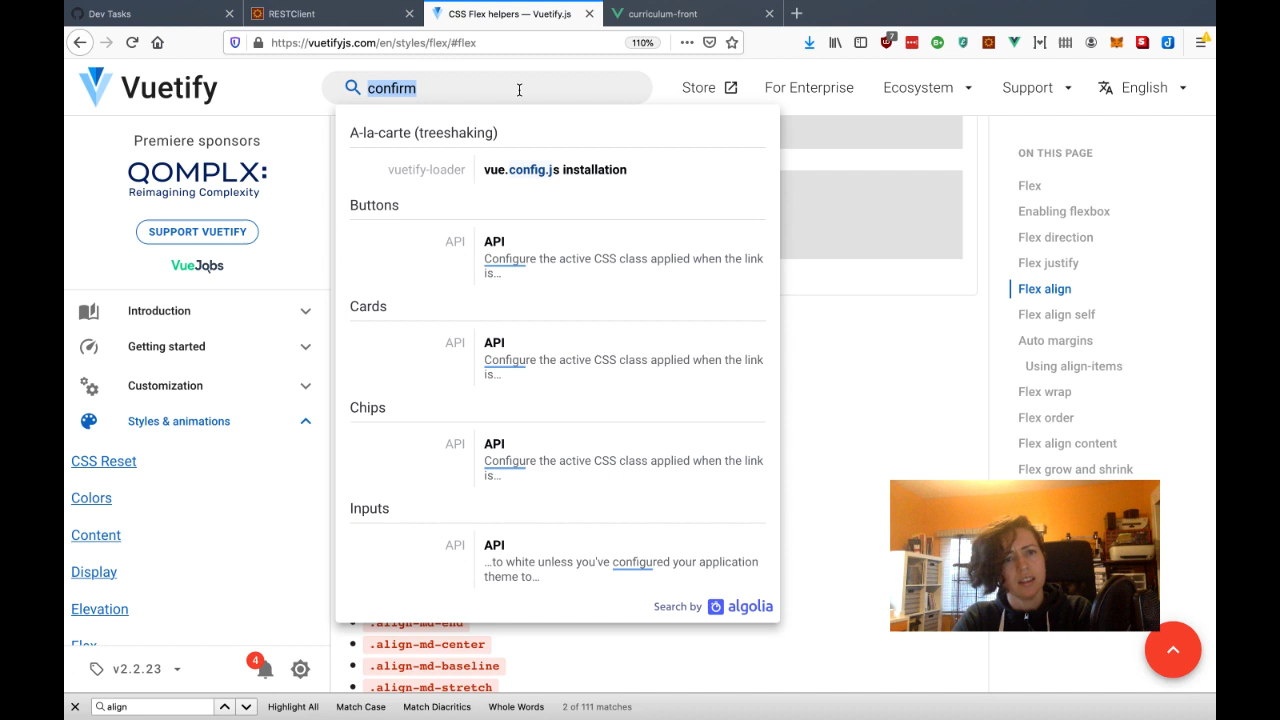 Dev Tasks
RESTClient
CSS Flex helpers — Vuetify.js
curriculum-front
https://vuetifyjs.com/en/styles/flex/#flex
110%
7
Vuetify
confirm
Store
For Enterprise
Ecosystem
Support
English
Premiere sponsors
QOMPLX:
Reimagining Complexity
SUPPORT VUETIFY
VueJobs
Introduction
Getting started
Customization
Styles & animations
CSS Reset
Colors
Content
Display
Elevation
Flex
v2.2.23
4
A-la-carte (treeshaking)
vuetify-loader
vue.config.js installation
Buttons
API
API
Configure the active CSS class applied when the link
is...
Cards
API
API
Configure the active CSS class applied when the link
is...
Chips
API
API
Configure the active CSS class applied when the link
is...
Inputs
API
API
...to white unless you've configured your application
theme to...
Search by algolia
.align-md-end
.align-md-center
.align-md-baseline
.align-md-stretch
ON THIS PAGE
Flex
Enabling flexbox
Flex direction
Flex justify
Flex align
Flex align self
Auto margins
Using align-items
Flex wrap
Flex order
Flex align content
Flex grow and shrink
align
Highlight All
Match Case
Match Diacritics
Whole Words
2 of 111 matches